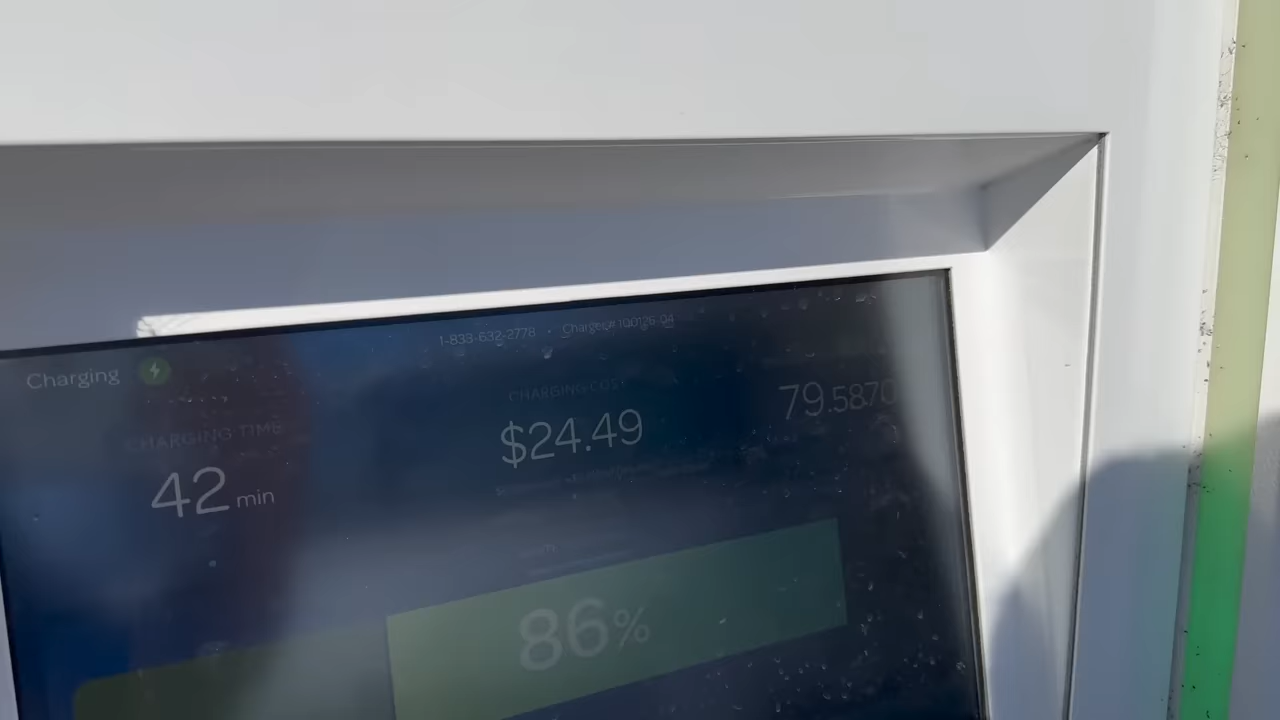 1-833-632-2778 · Charger# 100126-04
Charging
CHARGING TIME
42 min
CHARGING COST
$24.49
79.5870
86%